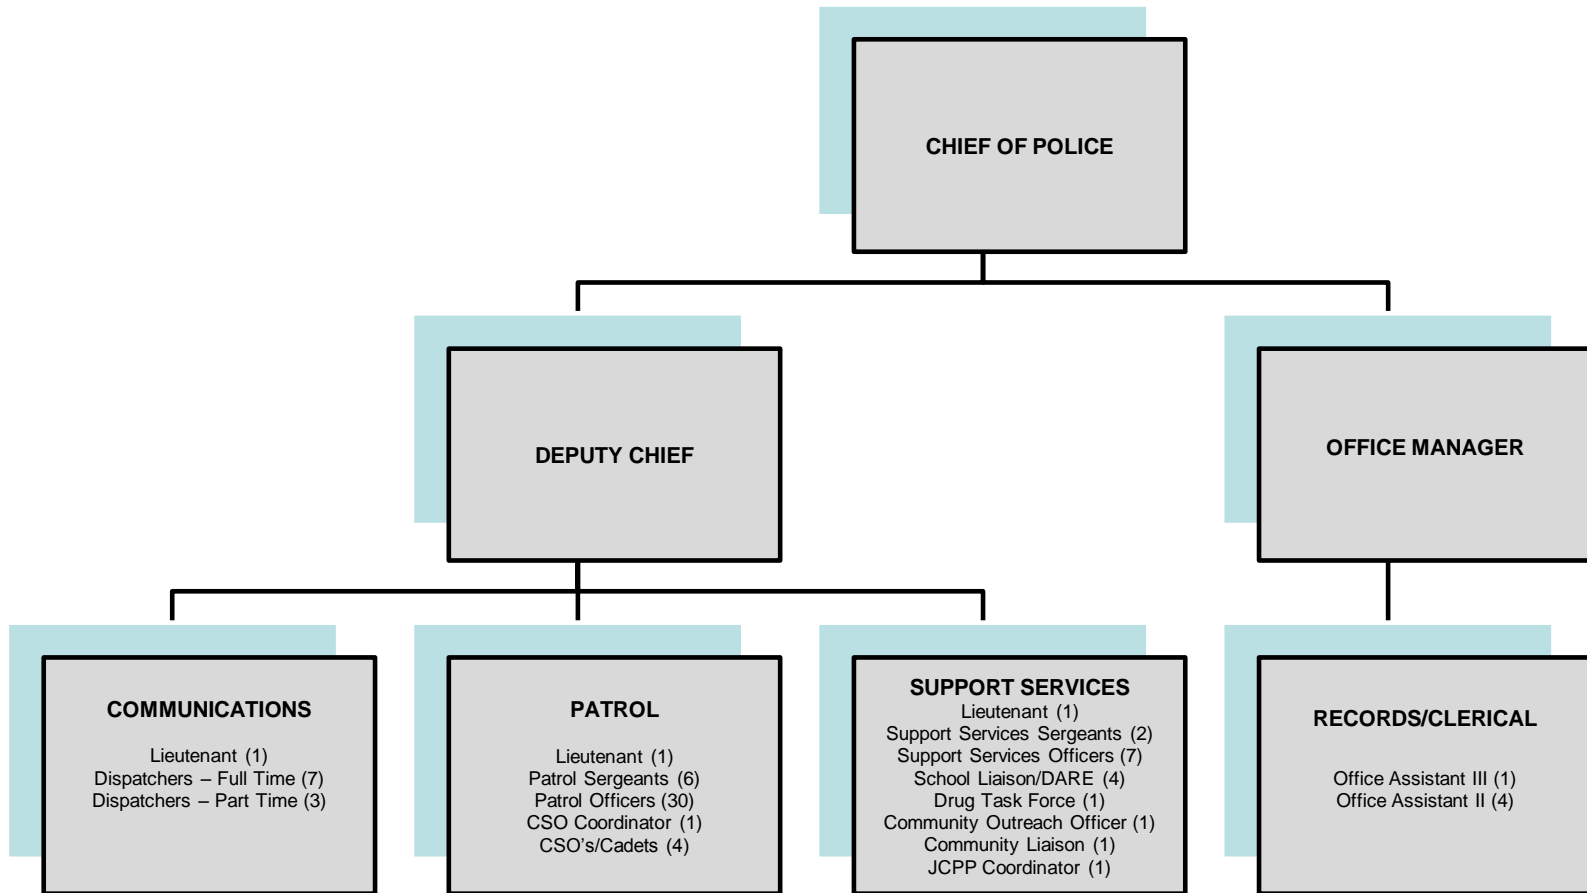 CHIEF OF POLICE
DEPUTY CHIEF
OFFICE MANAGER
COMMUNICATIONS
Lieutenant (1)
Dispatchers – Full Time (7)
Dispatchers – Part Time (3)
PATROL
Lieutenant (1)
Patrol Sergeants (6)
Patrol Officers (30)
CSO Coordinator (1)
CSO's/Cadets (4)
SUPPORT SERVICES
Lieutenant (1)
Support Services Sergeants (2)
Support Services Officers (7)
School Liaison/DARE (4)
Drug Task Force (1)
Community Outreach Officer (1)
Community Liaison (1)
JCPP Coordinator (1)
RECORDS/CLERICAL
Office Assistant III (1)
Office Assistant II (4)